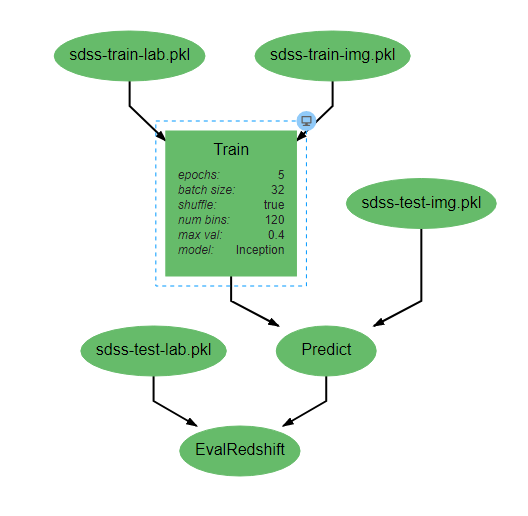 sdss-train-lab.pkl
sdss-train-img.pkl
Train
epochs: 5
batch size: 32
shuffle: true
num bins: 120
max val: 0.4
model: Inception
sdss-test-img.pkl
sdss-test-lab.pkl
Predict
EvalRedshift